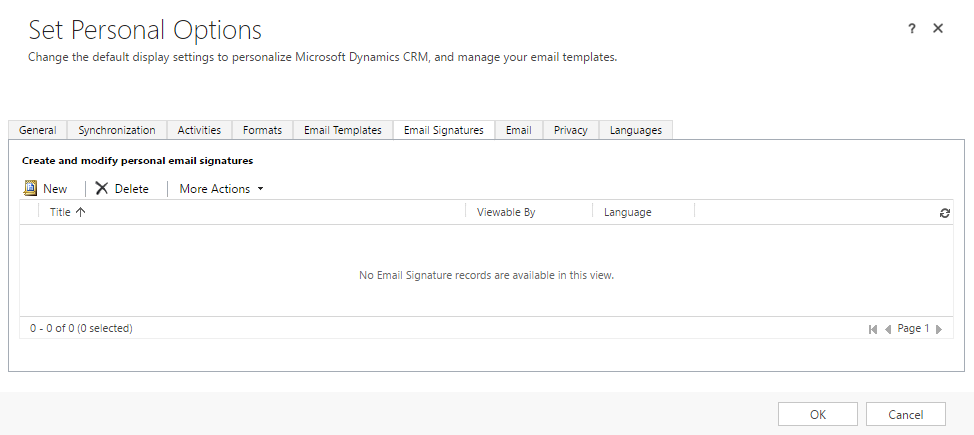 Set Personal Options
?
Change the default display settings to personalize Microsoft Dynamics CRM, and manage your email templates.
General Synchronization Activities Formats Email Templates Email Signatures Email Privacy Languages
Create and modify personal email signatures
New Delete More Actions
Title Viewable By Language
No Email Signature records are available in this view.
0 - 0 of 0 (0 selected) Page 1
OK Cancel